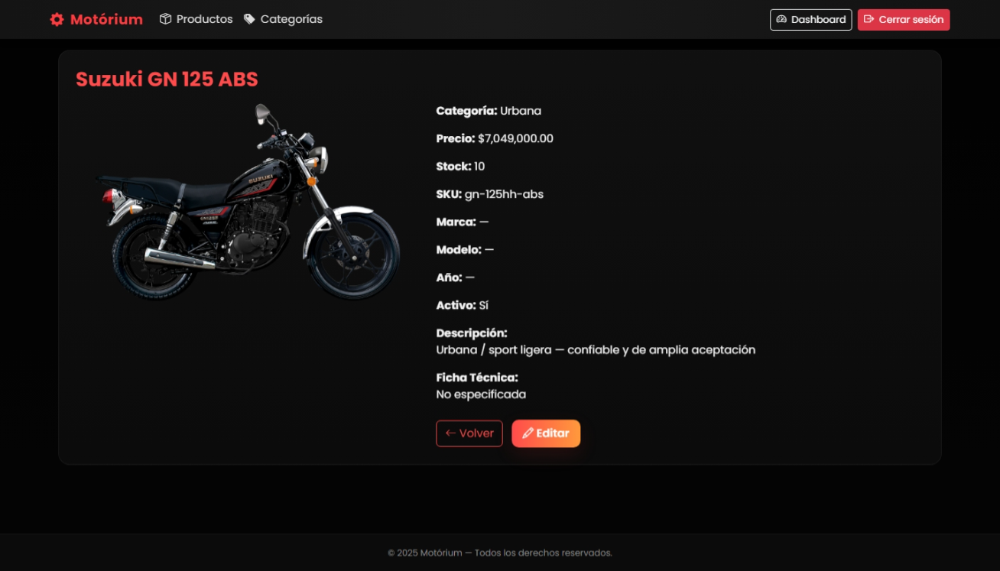 Motórium Productos Categorías Dashboard Cerrar sesión
Suzuki GN 125 ABS
SUZUKI
Categoría: Urbana
Precio: $7,049,000.00
Stock: 10
SKU: gn-125hh-abs
Marca: —
Modelo: —
Año: —
Activo: Sí
Descripción:
Urbana / sport ligera — confiable y de amplia aceptación
Ficha Técnica:
No especificada
← Volver Editar
© 2025 Motórium — Todos los derechos reservados.